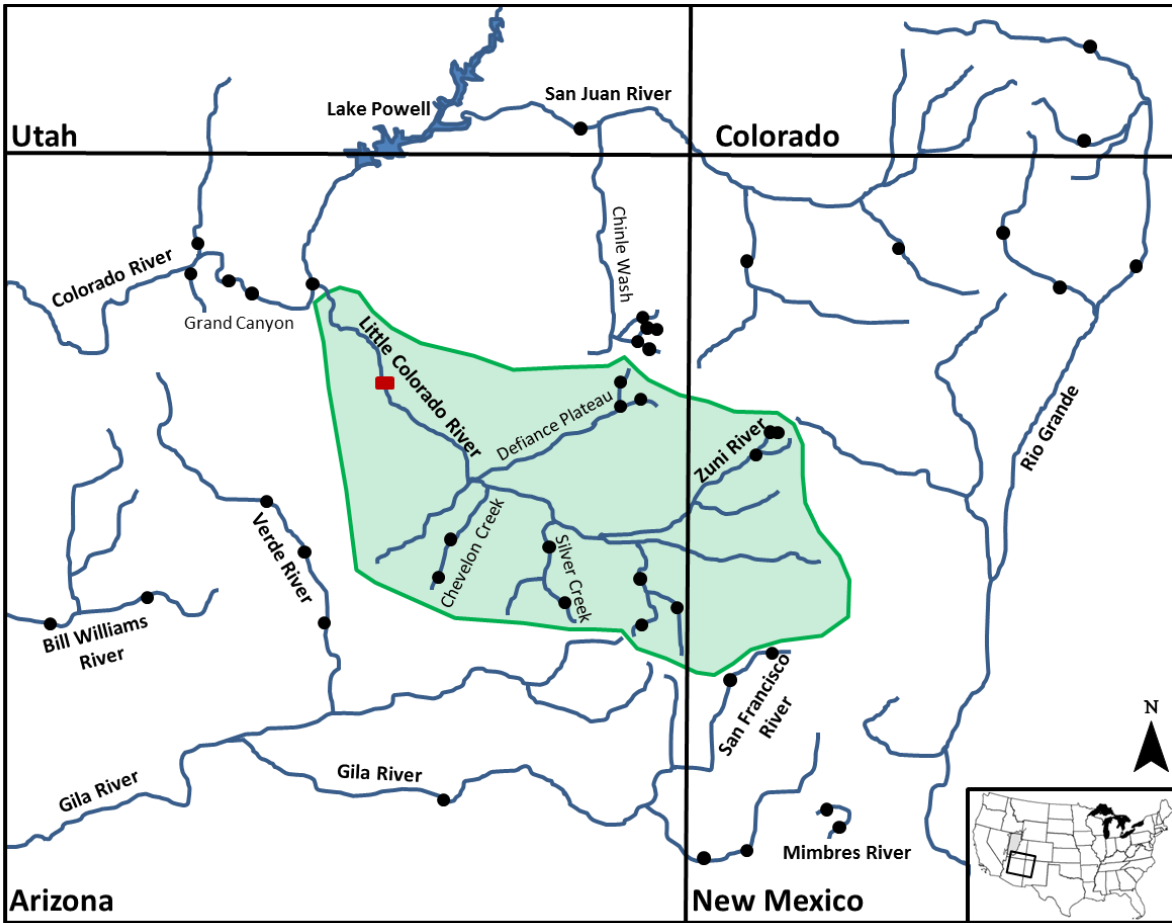 Lake Powell
San Juan River
Utah
Colorado
Chinle Wash
Colorado River
Grand Canyon
Little Colorado River
Defiance Plateau
Zuni River
Rio Grande
Chevelon Creek
Silver Creek
Verde River
Bill Williams
River
San Francisco
River
N
Gila River
Gila River
Mimbres River
Arizona
New Mexico